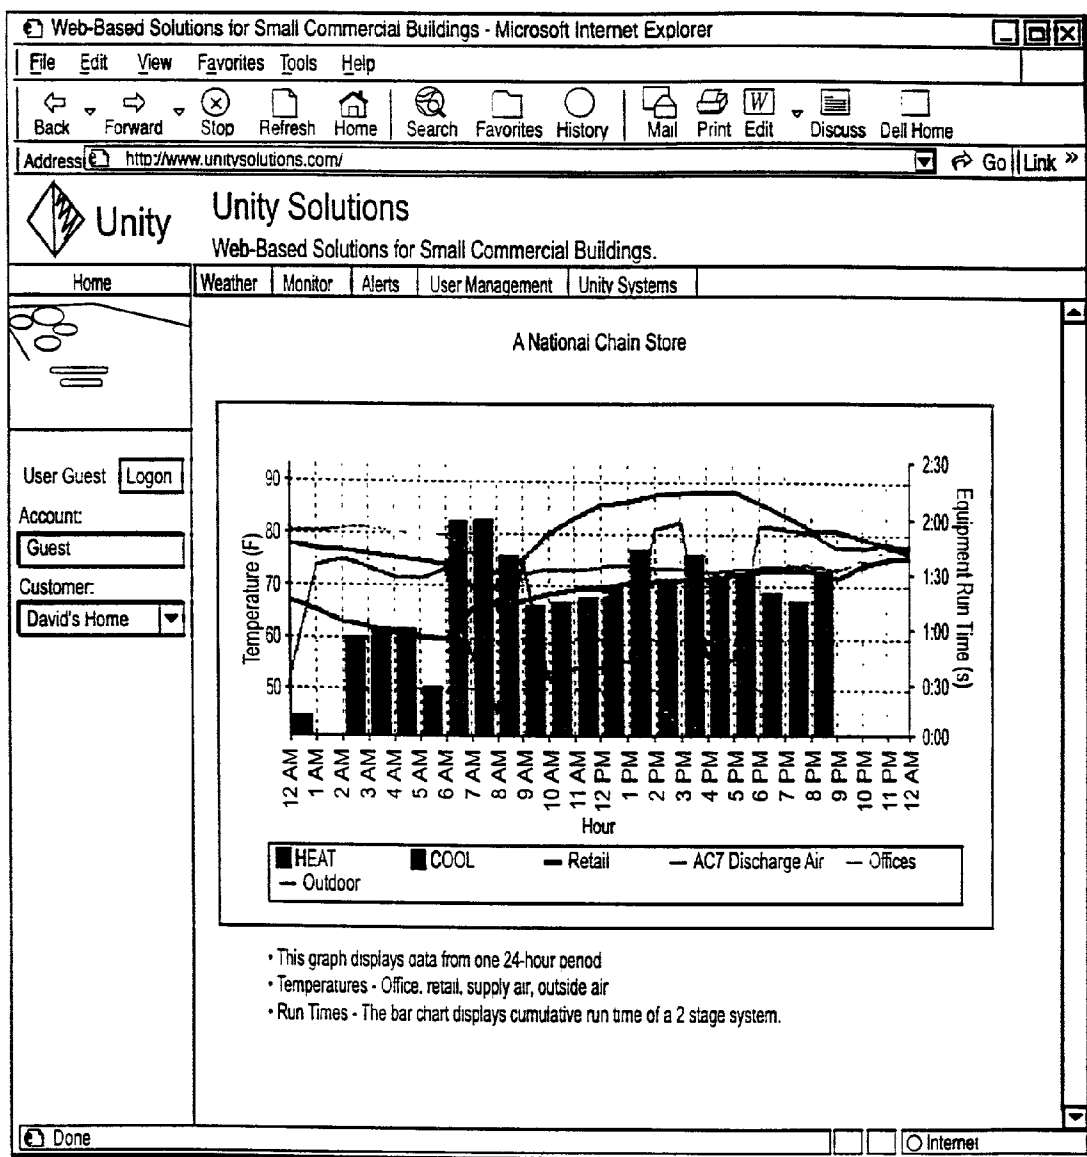 Web-Based Solutions for Small Commercial Buildings - Microsoft Internet Explorer
File Edit View Favorites Tools Help
Back Forward Stop Refresh Home Search Favorites History Mail Print Edit Discuss Dell Home
W
Address http://www.unitysolutions.com/ Go Link »
Unity
Unity Solutions
Web-Based Solutions for Small Commercial Buildings.
Home
Weather Monitor Alerts User Management Unity Systems
A National Chain Store
User Guest Logon
Account:
Guest
Customer:
David's Home
Temperature (F)
90
80
70
60
50
Equipment Run Time (s)
2:30
2:00
1:30
1:00
0:30
0:00
12 AM 1 AM 2 AM 3 AM 4 AM 5 AM 6 AM 7 AM 8 AM 9 AM 10 AM 11 AM 12 PM 1 PM 2 PM 3 PM 4 PM 5 PM 6 PM 7 PM 8 PM 9 PM 10 PM 11 PM 12 AM
Hour
HEAT COOL Retail AC7 Discharge Air Offices
Outdoor
• This graph displays data from one 24-hour period
• Temperatures - Office, retail, supply air, outside air
• Run Times - The bar chart displays cumulative run time of a 2 stage system.
Done Internet